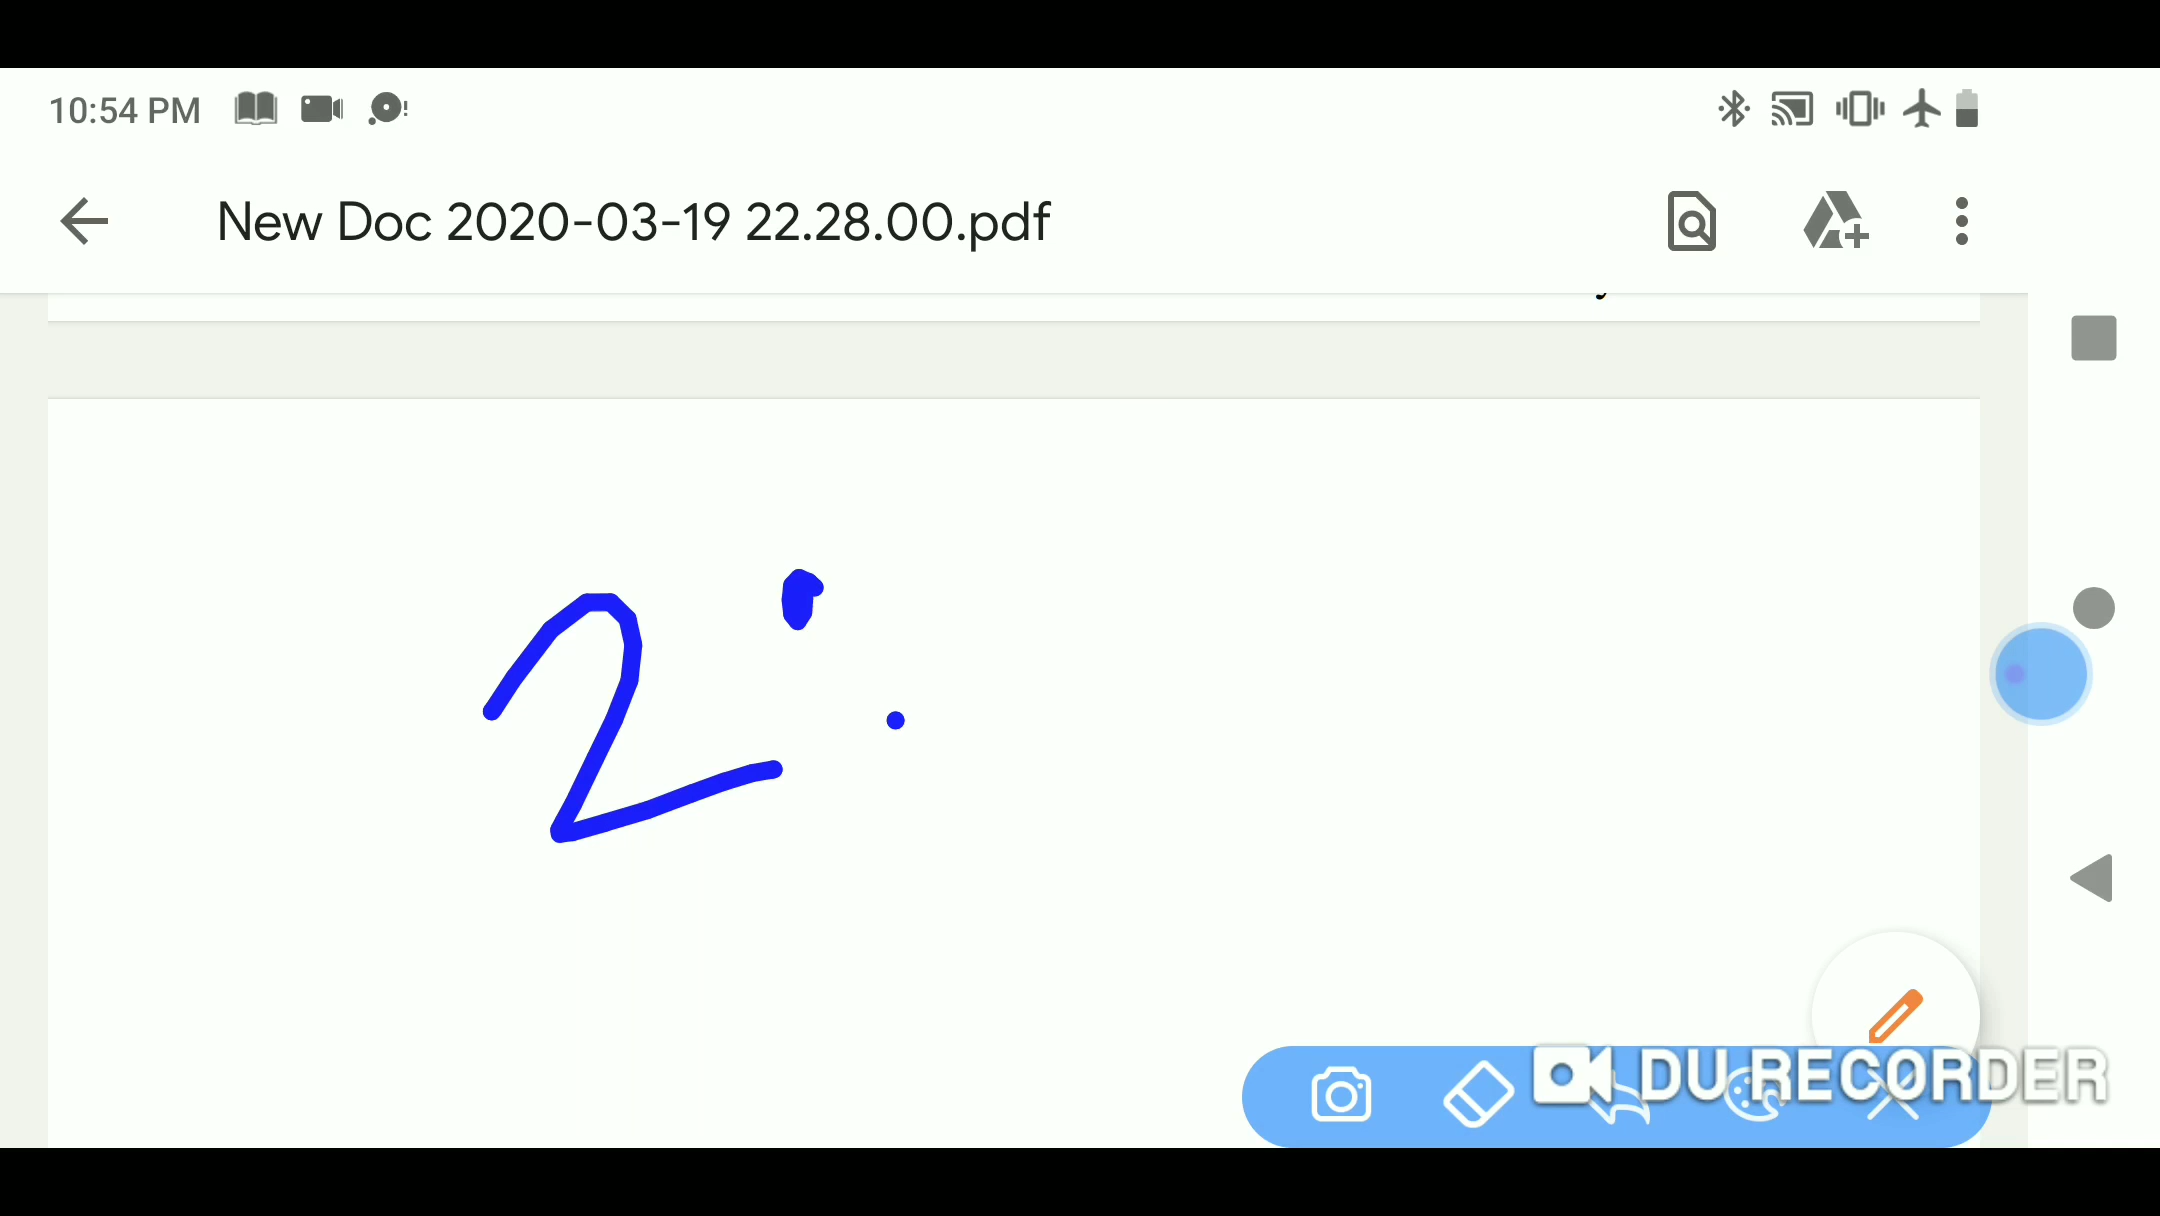 10:54 PM
New Doc 2020-03-19 22.28.00.pdf
2
DU RECORDER